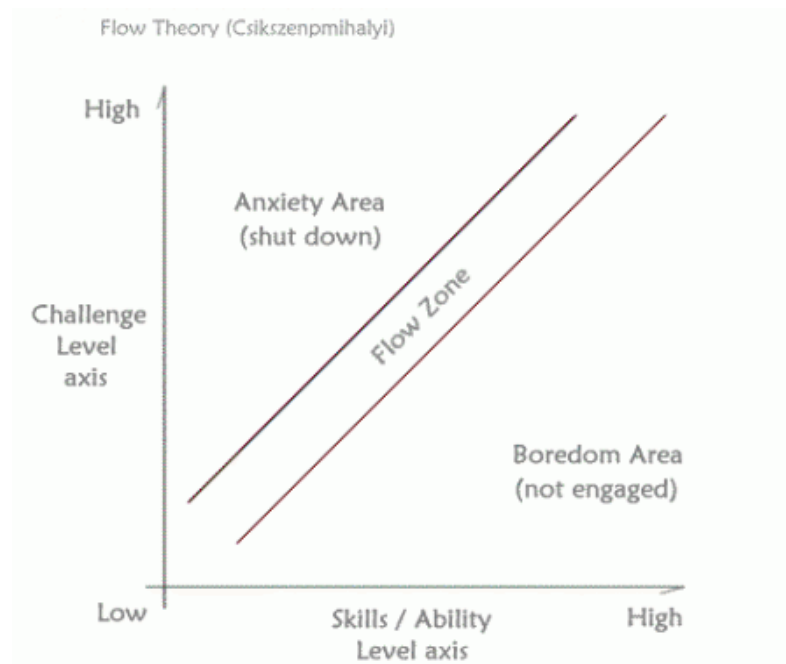 Flow Theory (Csikszenpmihalyi)
High
Anxiety Area
(shut down)
Flow Zone
Challenge
Level
axis
Boredom Area
(not engaged)
Low
Skills / Ability
Level axis
High